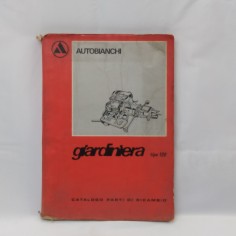 AUTOBIANCHI
giardiniera
CATALOGO PARTI DI RICAMBIO